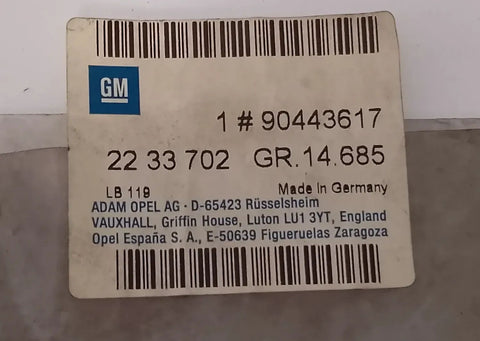 GM
1 # 90443617
22 33 702 GR.14.685
LB 119 Made in Germany
ADAM OPEL AG · D-65423 Rüsselsheim
VAUXHALL, Griffin House, Luton LU1 3YT, England
Opel España S. A., E-50639 Figueruelas Zaragoza